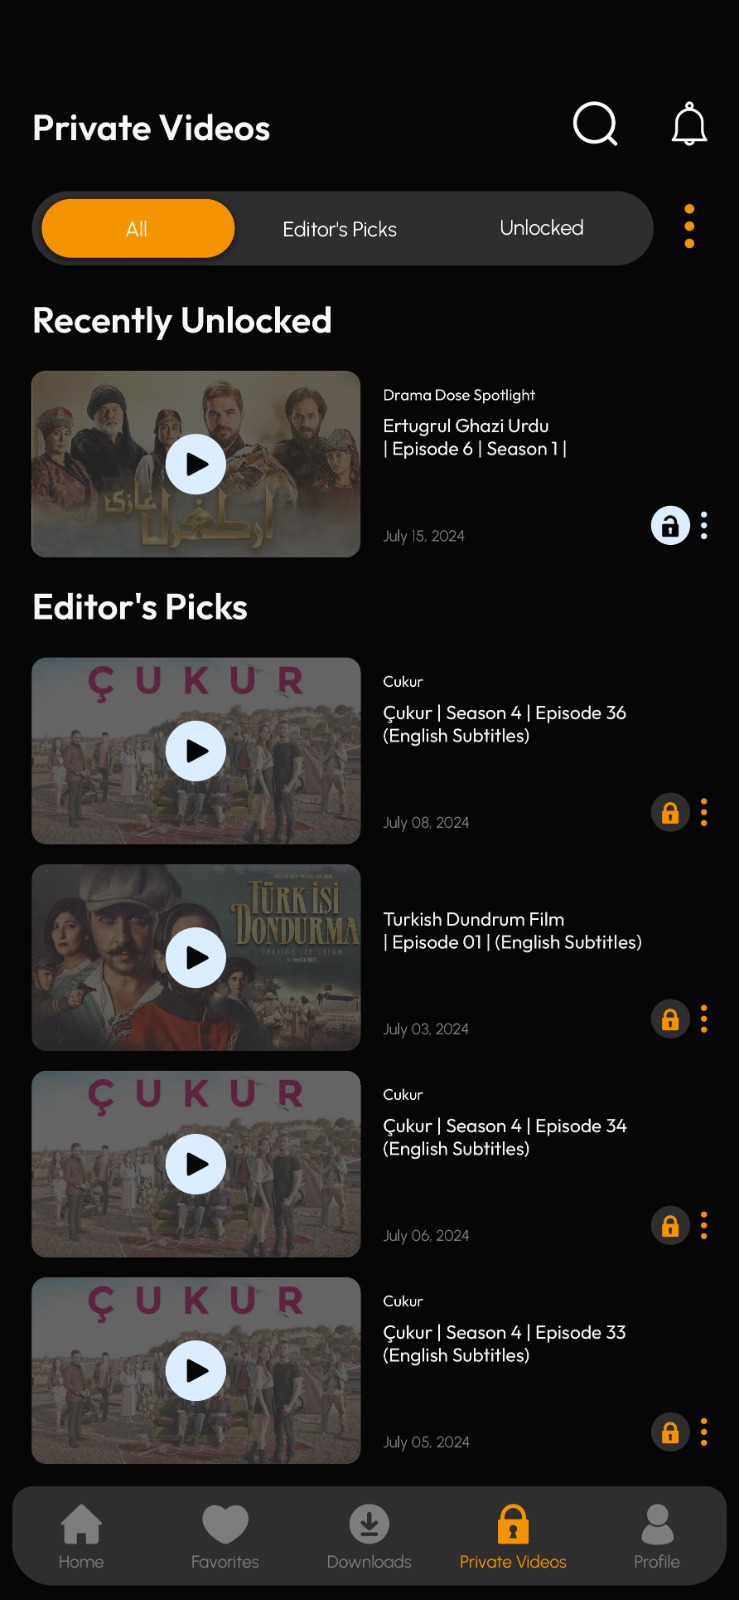 Private Videos
All
Editor's Picks
Unlocked
Recently Unlocked
ارطغرل غازی
Drama Dose Spotlight
Ertugrul Ghazi Urdu
| Episode 6 | Season 1 |
July 15, 2024
Editor's Picks
ÇUKUR
Cukur
Çukur | Season 4 | Episode 36
(English Subtitles)
July 08, 2024
TÜRK İŞİ
DONDURMA
Turkish Dundrum Film
| Episode 01 | (English Subtitles)
July 03, 2024
ÇUKUR
Cukur
Çukur | Season 4 | Episode 34
(English Subtitles)
July 06, 2024
ÇUKUR
Cukur
Çukur | Season 4 | Episode 33
(English Subtitles)
July 05, 2024
Home
Favorites
Downloads
Private Videos
Profile